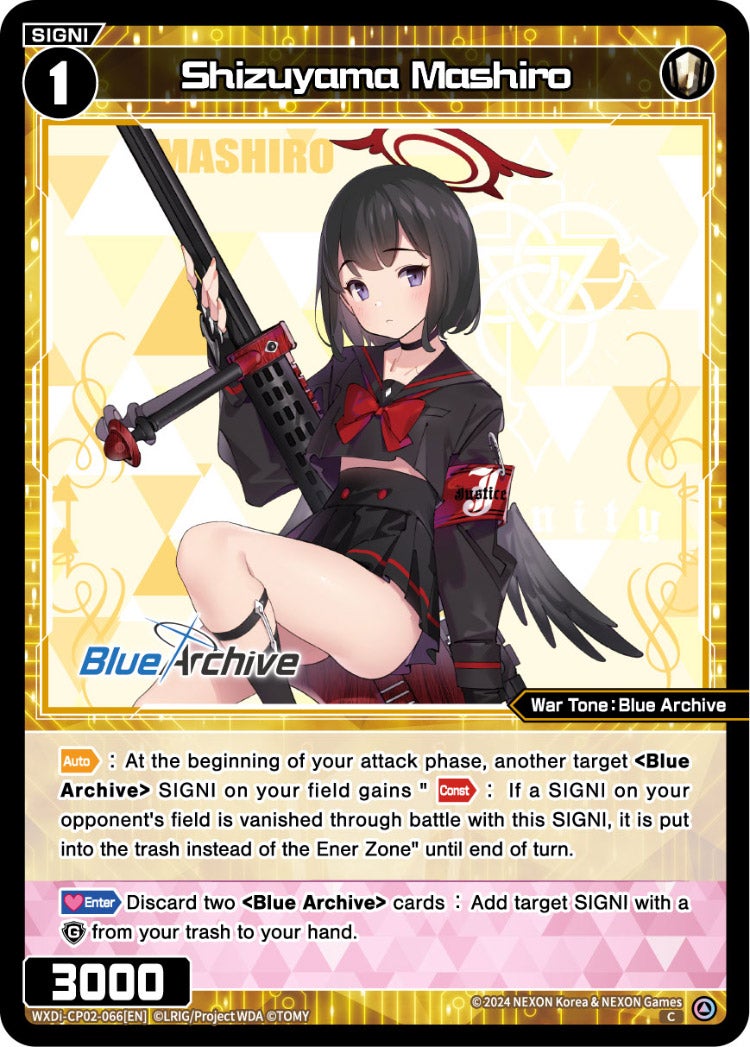 SIGNI
1
Shizuyama Mashiro
MASHIRO
Justice
J
nity
Blue Archive
War Tone:Blue Archive
Auto : At the beginning of your attack phase, another target <Blue
Archive> SIGNI on your field gains " Const : If a SIGNI on your
opponent's field is vanished through battle with this SIGNI, it is put
into the trash instead of the Ener Zone" until end of turn.
Enter Discard two <Blue Archive> cards : Add target SIGNI with a
G from your trash to your hand.
3000
©2024 NEXON Korea & NEXON Games
WXDi-CP02-066[EN] ©LRIG/Project WDA ©TOMY
C